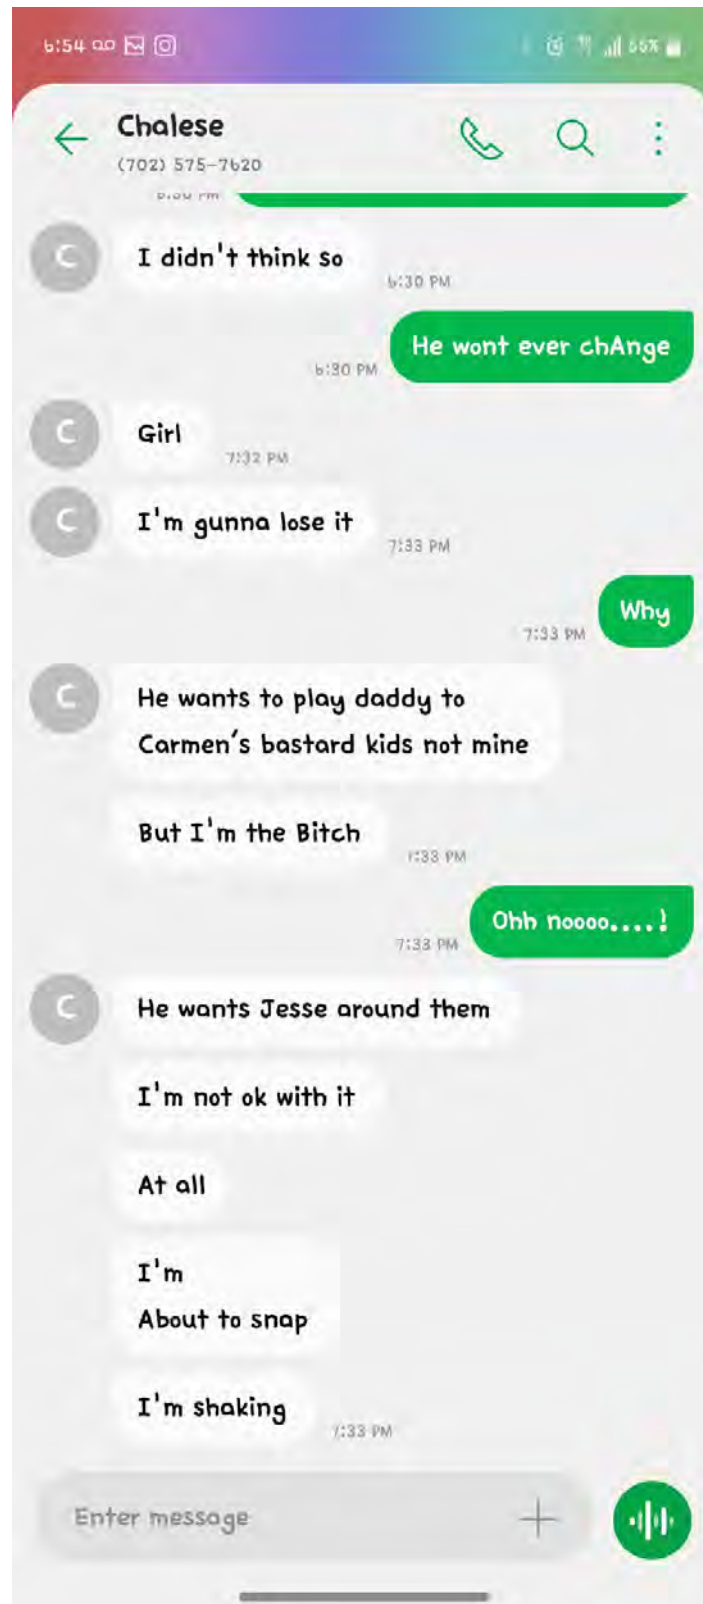 6:54
55%
Chalese
(702) 575-7620
I didn't think so
6:30 PM
He wont ever chAnge
6:30 PM
Girl
7:32 PM
I'm gunna lose it
7:33 PM
Why
7:33 PM
He wants to play daddy to
Carmen's bastard kids not mine
But I'm the Bitch
7:33 PM
Ohh noooo....!
7:33 PM
He wants Jesse around them
I'm not ok with it
At all
I'm
About to snap
I'm shaking
7:33 PM
Enter message